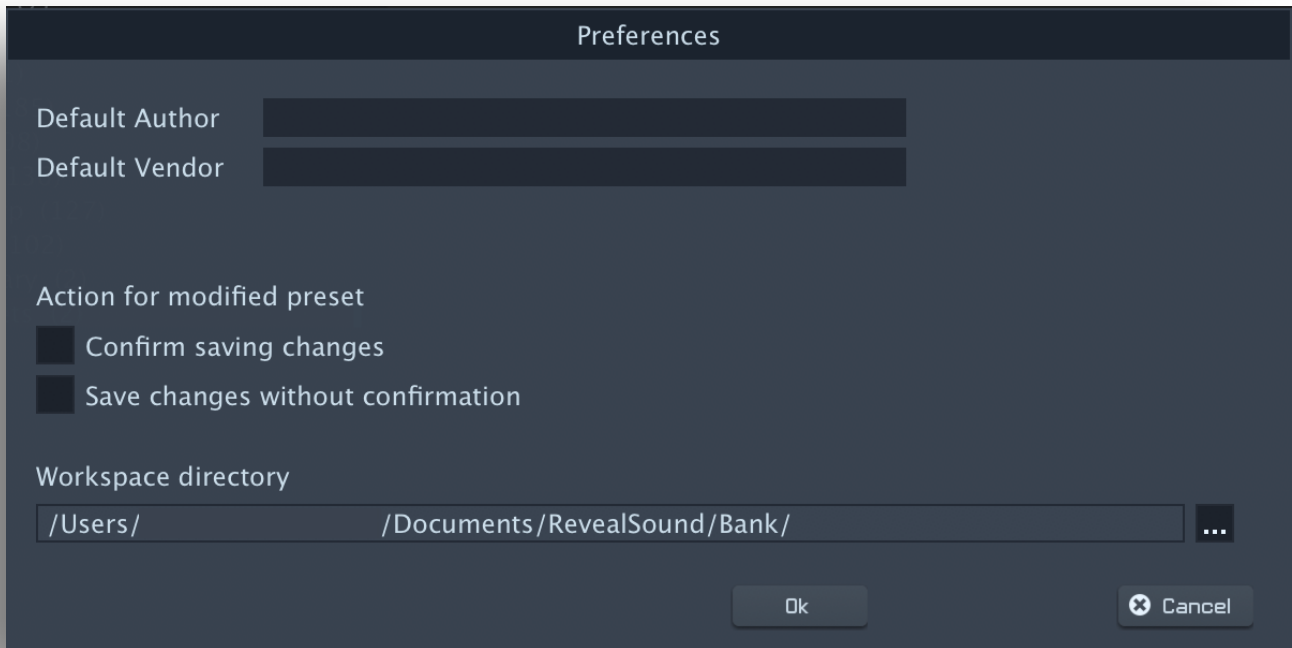 Preferences
Default Author
Default Vendor
Action for modified preset
Confirm saving changes
Save changes without confirmation
Workspace directory
/Users/ /Documents/RevealSound/Bank/ ...
Ok Cancel